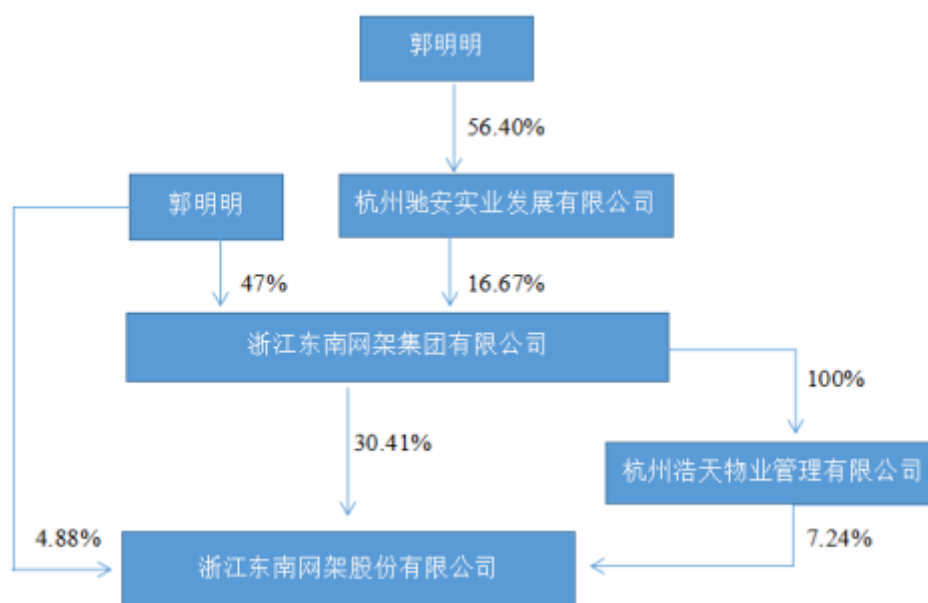 郭明明
56.40%
郭明明
杭州驰安实业发展有限公司
47%
16.67%
浙江东南网架集团有限公司
100%
30.41%
杭州浩天物业管理有限公司
4.88%
7.24%
浙江东南网架股份有限公司